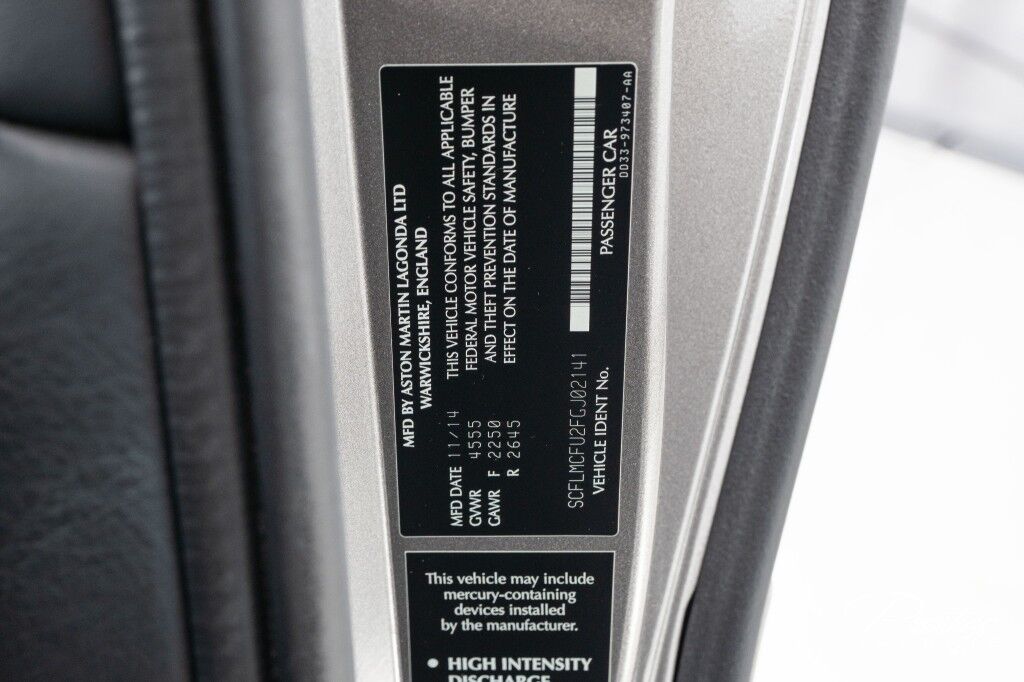 MFD BY ASTON MARTIN LAGONDA LTD
WARWICKSHIRE, ENGLAND
MFD DATE 11/14
GVWR 4555
GAWR F 2250
R 2645
THIS VEHICLE CONFORMS TO ALL APPLICABLE
FEDERAL MOTOR VEHICLE SAFETY, BUMPER
AND THEFT PREVENTION STANDARDS IN
EFFECT ON THE DATE OF MANUFACTURE
SCFLMCFU2FGJ02141
VEHICLE IDENT No.
PASSENGER CAR
DD33-973407-AA
This vehicle may include
mercury-containing
devices installed
by the manufacturer.
• HIGH INTENSITY
DISCHARGE